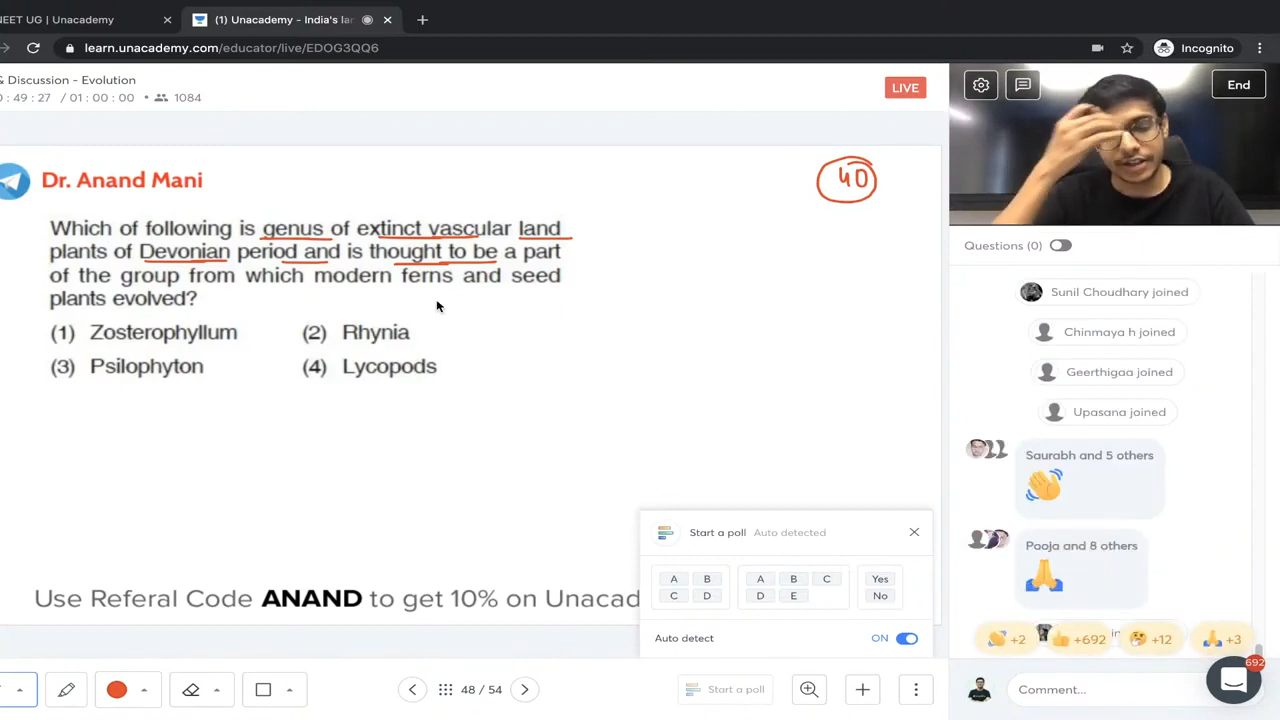 NEET UG | Unacademy
(1) Unacademy - India's la
learn.unacademy.com/educator/live/EDOG3QQ6
Incognito
& Discussion - Evolution
0 : 49 : 27 / 01 : 00 : 00 • 1084
LIVE
End
Dr. Anand Mani
40
Which of following is genus of extinct vascular land
plants of Devonian period and is thought to be a part
of the group from which modern ferns and seed
plants evolved?
(1) Zosterophyllum (2) Rhynia
(3) Psilophyton (4) Lycopods
Use Referal Code ANAND to get 10% on Unacad
Start a poll Auto detected
A B A B C Yes
C D D E No
Auto detect ON
48 / 54
Start a poll
Questions (0)
Sunil Choudhary joined
Chinmaya h joined
Geerthigaa joined
Upasana joined
Saurabh and 5 others
Pooja and 8 others
+2 +692 +12 +3
692
Comment...